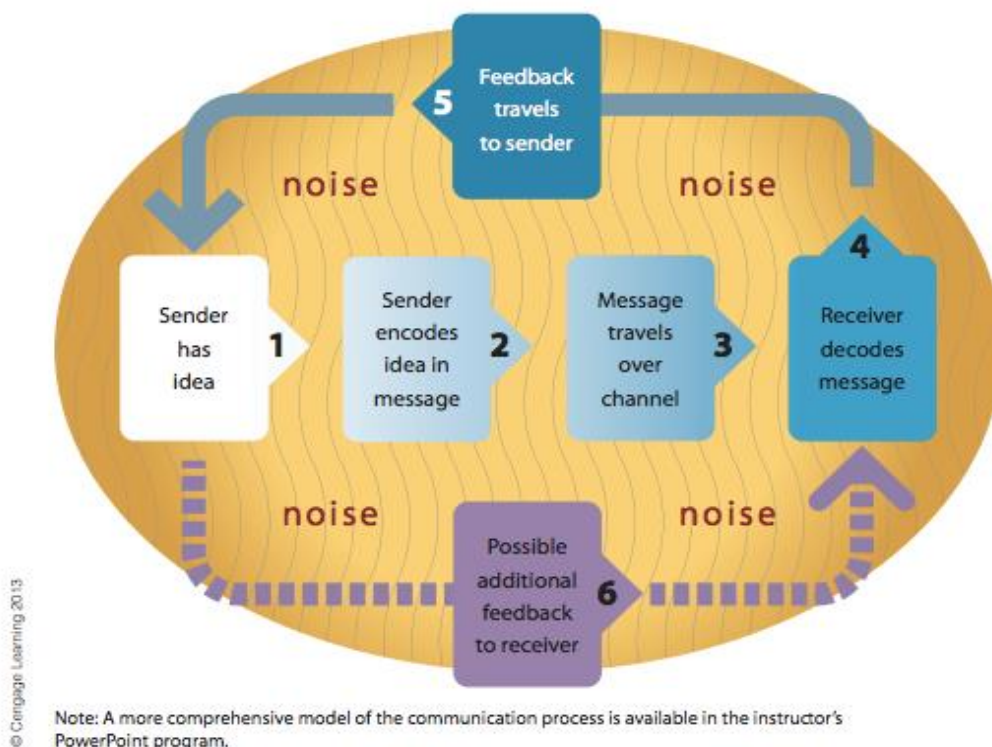 Feedback
travels
to sender
5
noise
noise
Sender
has
idea
1
Sender
encodes
idea in
message
2
Message
travels
over
channel
3
4
Receiver
decodes
message
noise
noise
Possible
additional
feedback
to receiver
6
© Cengage Learning 2013
Note: A more comprehensive model of the communication process is available in the instructor's
PowerPoint program.